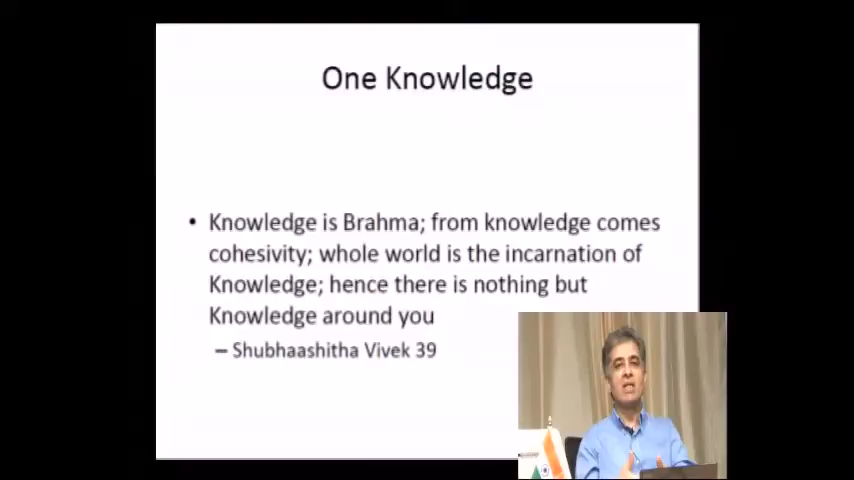 One Knowledge
• Knowledge is Brahma; from knowledge comes
cohesivity; whole world is the incarnation of
Knowledge; hence there is nothing but
Knowledge around you
– Shubhaashitha Vivek 39